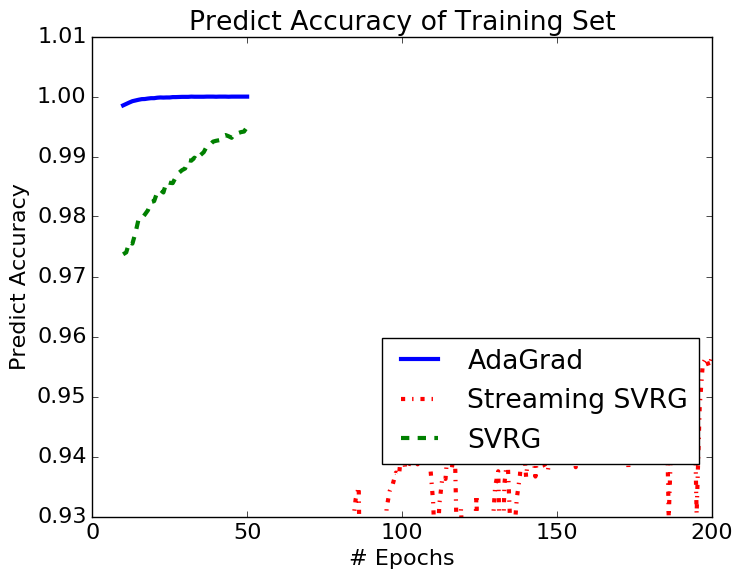 Predict Accuracy of Training Set
1.01
1.00
0.99
0.98
0.97
0.96
0.95
0.94
0.93
Predict Accuracy
AdaGrad
Streaming SVRG
SVRG
0 50 100 150 200
# Epochs